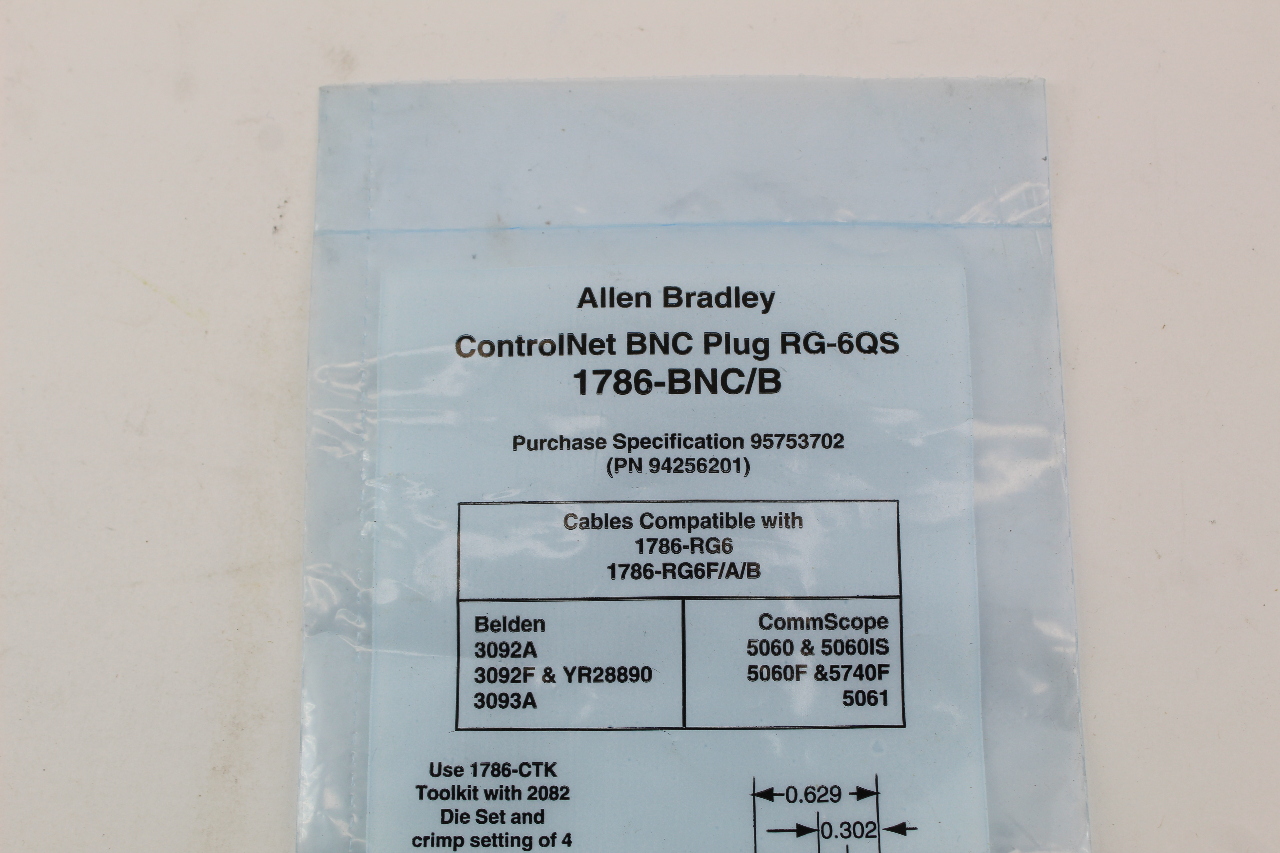 Allen Bradley
ControlNet BNC Plug RG-6QS
1786-BNC/B
Purchase Specification 95753702
(PN 94256201)
Cables Compatible with
1786-RG6
1786-RG6F/A/B
Belden
3092A
3092F & YR28890
3093A
CommScope
5060 & 5060IS
5060F &5740F
5061
Use 1786-CTK
Toolkit with 2082
Die Set and
crimp setting of 4
0.629
0.302